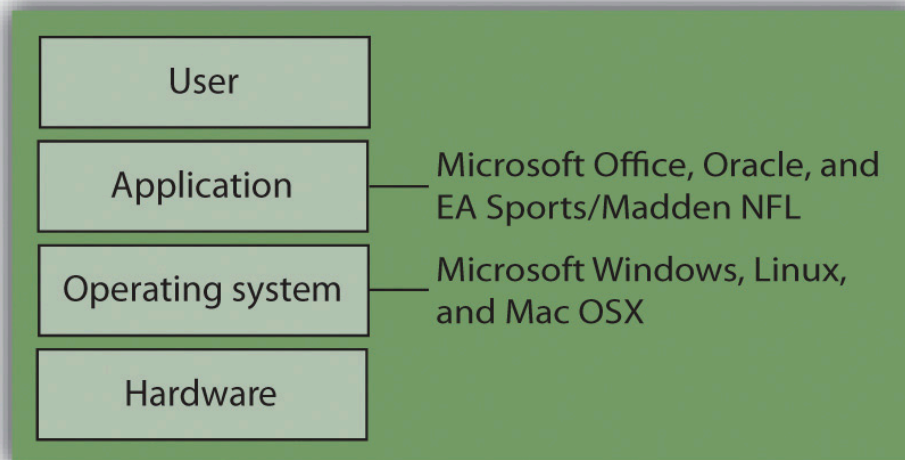 User
Application
Microsoft Office, Oracle, and
EA Sports/Madden NFL
Operating system
Microsoft Windows, Linux,
and Mac OSX
Hardware